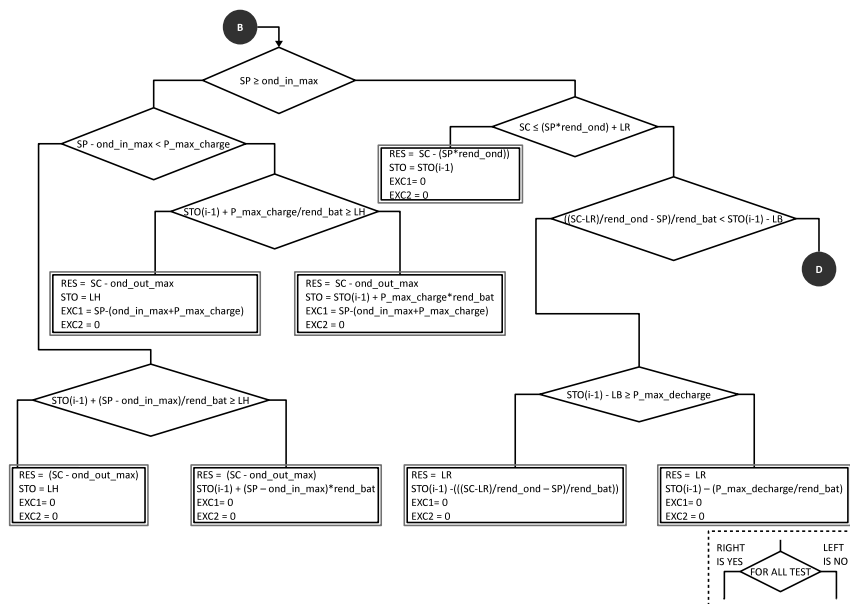 B
SP ≥ ond_in_max
SP - ond_in_max < P_max_charge
SC ≤ (SP*rend_ond) + LR
RES =  SC - (SP*rend_ond))
STO = STO(i-1)
EXC1= 0
EXC2 = 0
STO(i-1) + P_max_charge/rend_bat ≥ LH
((SC-LR)/rend_ond - SP)/rend_bat < STO(i-1) - LB
D
RES =  SC - ond_out_max
STO = LH
EXC1 = SP-(ond_in_max+P_max_charge)
EXC2 = 0
RES =  SC - ond_out_max
STO = STO(i-1) + P_max_charge*rend_bat
EXC1 = SP-(ond_in_max+P_max_charge)
EXC2 = 0
STO(i-1) + (SP - ond_in_max)/rend_bat ≥ LH
STO(i-1) - LB ≥ P_max_decharge
RES =  (SC - ond_out_max)
STO = LH
EXC1= 0
EXC2 = 0
RES =  (SC - ond_out_max)
STO(i-1) + (SP – ond_in_max)*rend_bat
EXC1= 0
EXC2 = 0
RES =  LR
STO(i-1) -(((SC-LR)/rend_ond – SP)/rend_bat))
EXC1= 0
EXC2 = 0
RES =  LR
STO(i-1) – (P_max_decharge/rend_bat)
EXC1= 0
EXC2 = 0
RIGHT
IS YES
LEFT
IS NO
FOR ALL TEST